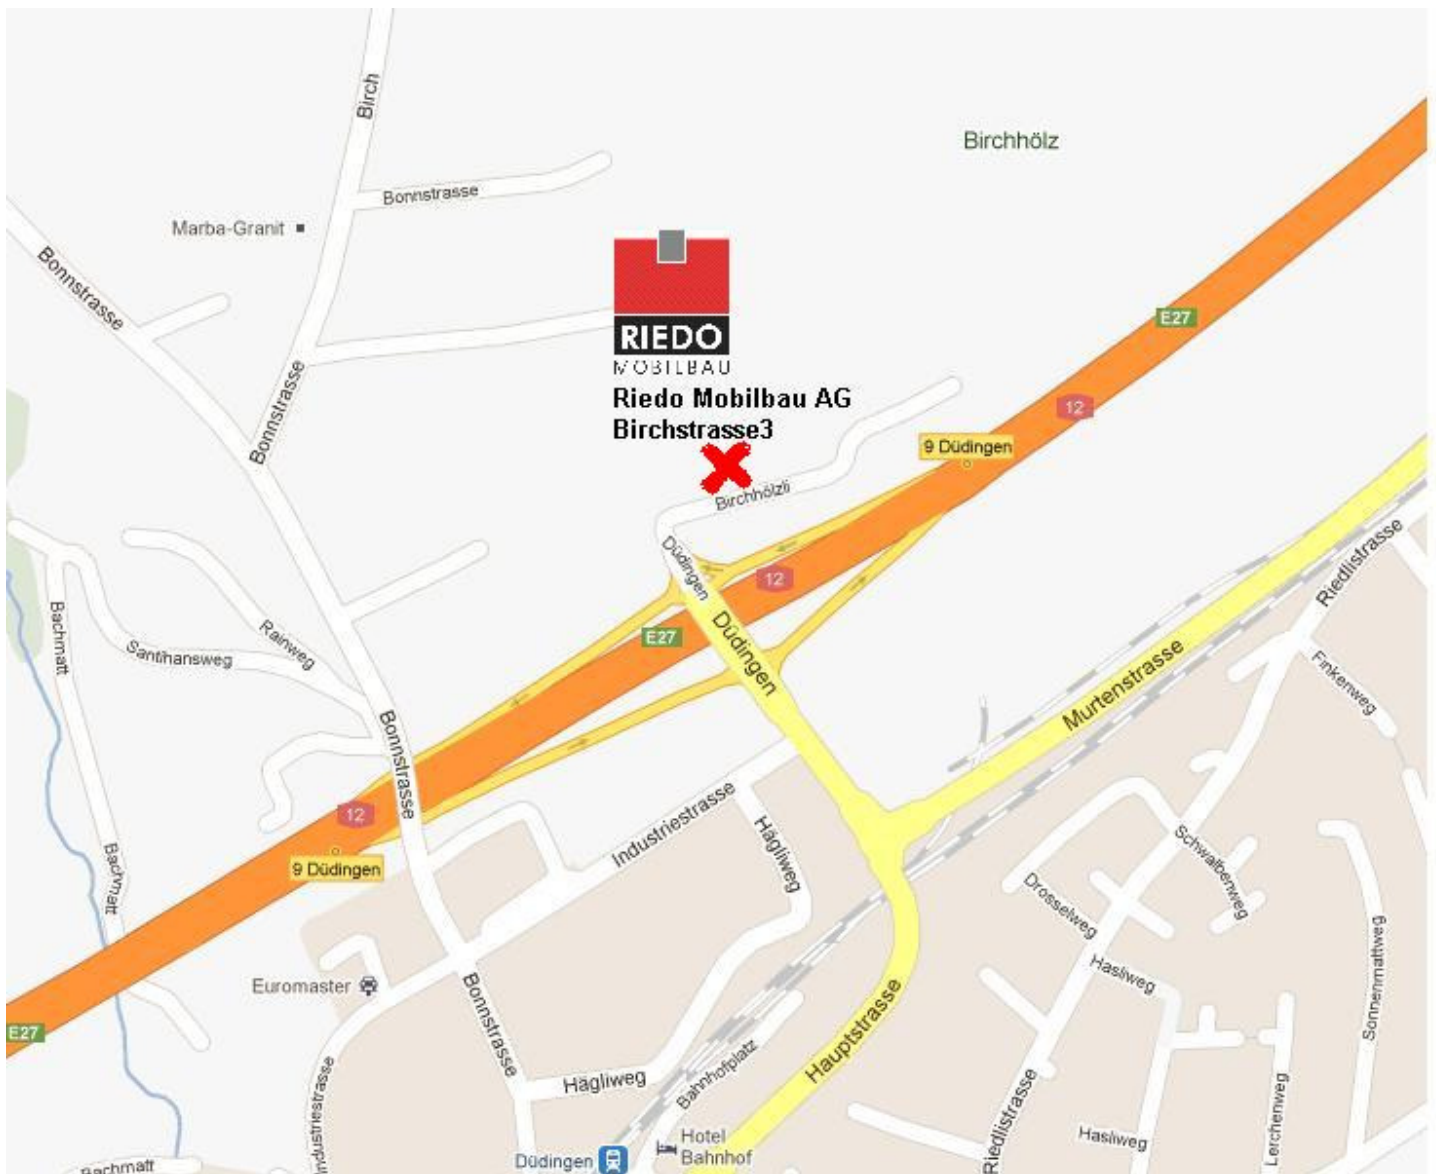 Birch
Birchhölz
Bonnstrasse
Marba-Granit
Bonnstrasse
E27
RIEDO
MOBILBAU
Riedo Mobilbau AG
Birchstrasse3
12
Bonnstrasse
9 Düdingen
Birchhölzli
Düdingen
12
Riedlistrasse
Bachmatt
Rainweg
Santihansweg
E27
Düdingen
Murtenstrasse
Finkenweg
Bonnstrasse
12
Industriestrasse
9 Düdingen
Hägliweg
Schwalbenweg
Bachmatt
Drosselweg
Sonnenmattweg
Euromaster
Hasliweg
Bonnstrasse
E27
Hauptstrasse
Industriestrasse
Hägliweg
Bahnhofplatz
Riedlistrasse
Lerchenweg
Hasliweg
Hotel
Bahnhof
Düdingen
Bachmatt